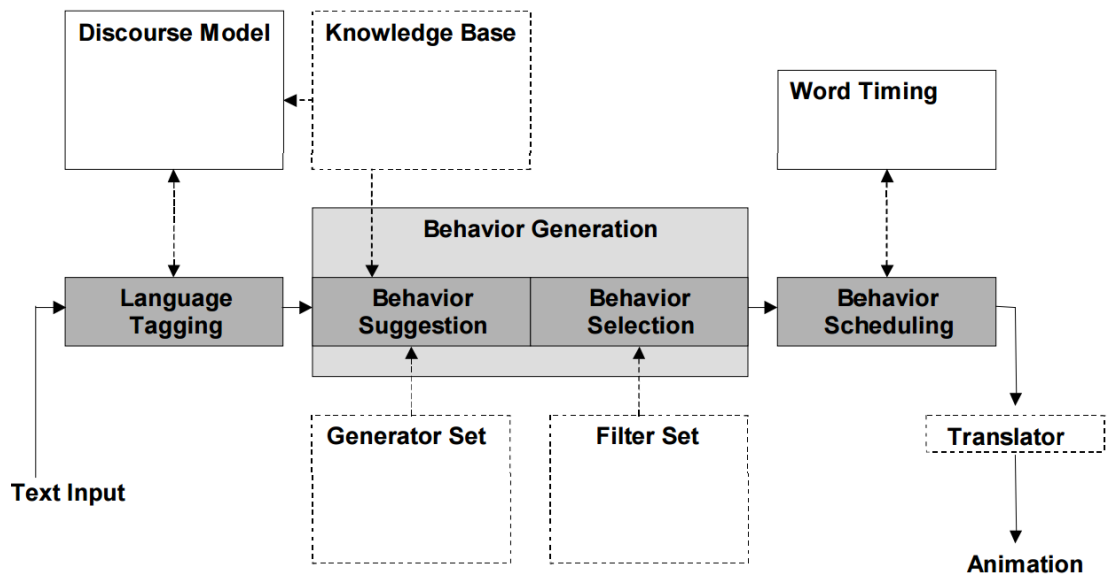 Discourse Model
Knowledge Base
Word Timing
Behavior Generation
Language
Tagging
Behavior
Suggestion
Behavior
Selection
Behavior
Scheduling
Generator Set
Filter Set
Translator
Text Input
Animation